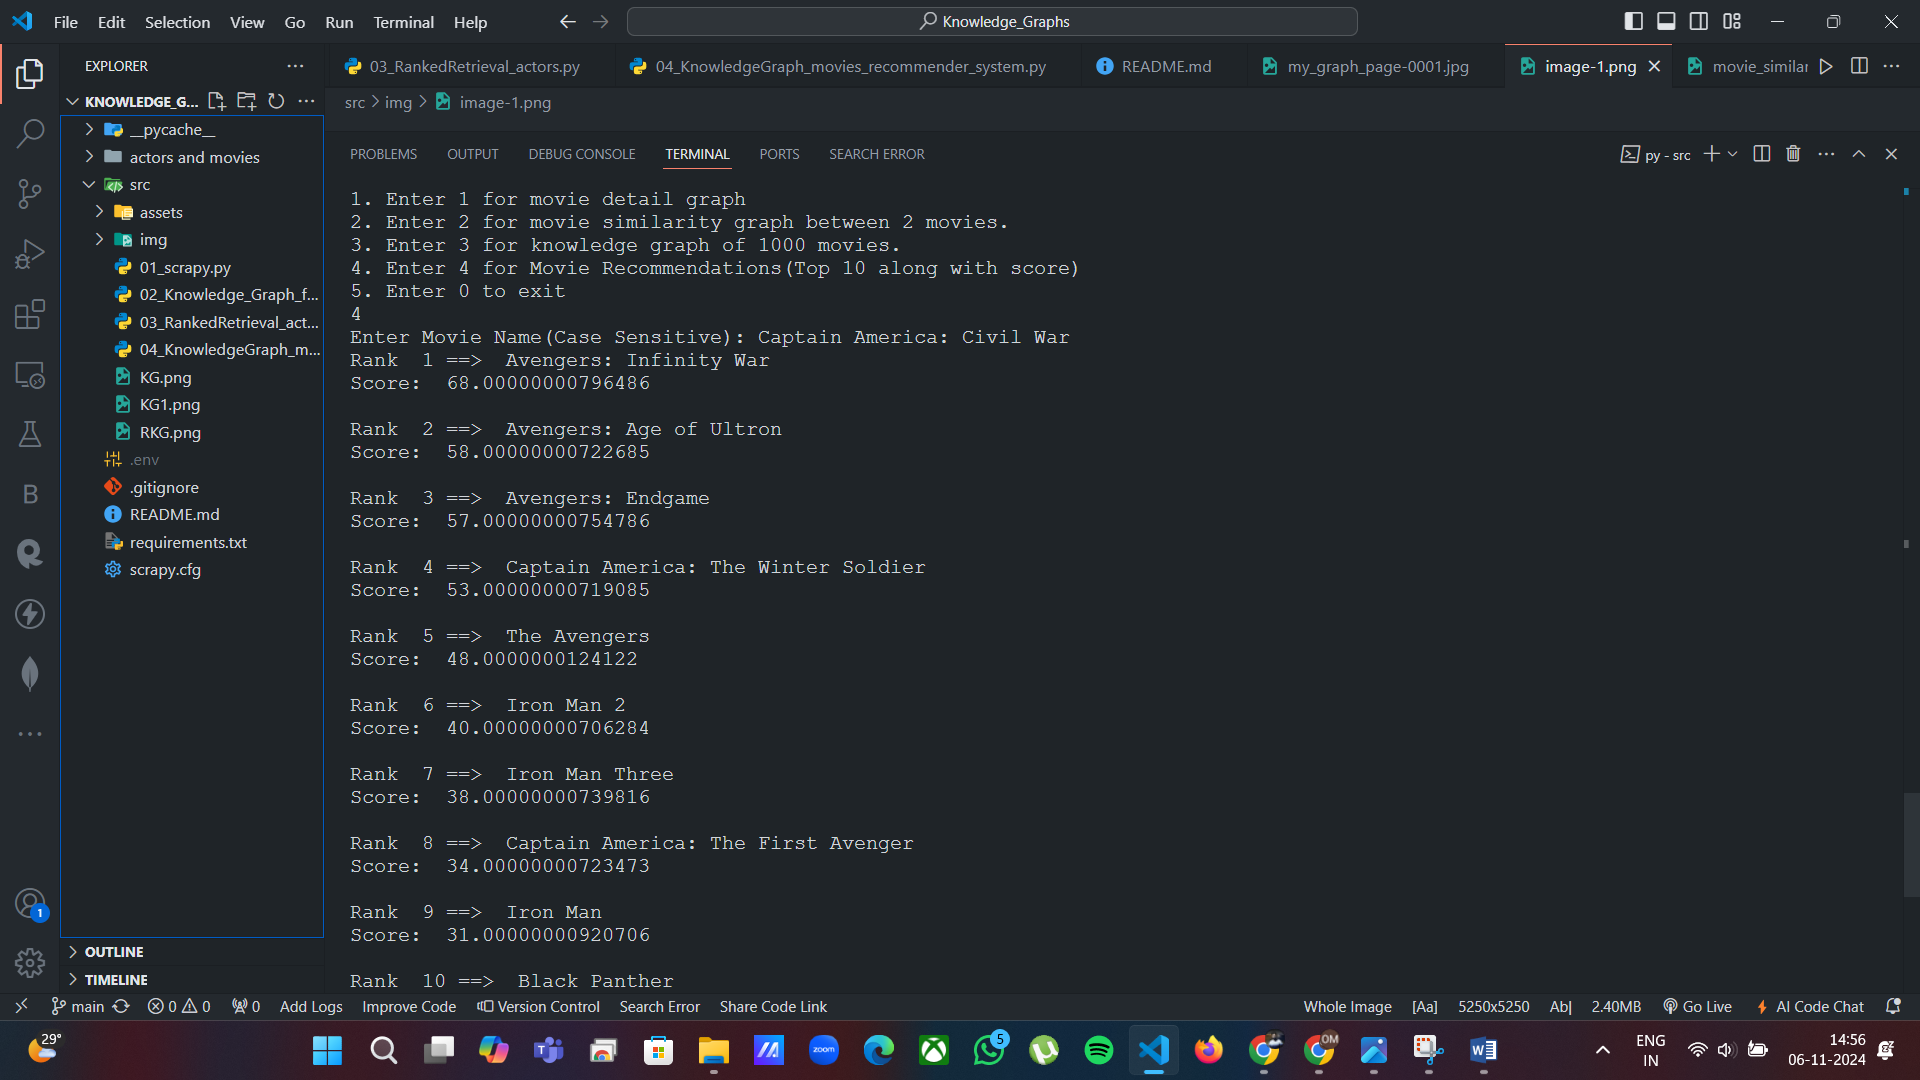 File Edit Selection View Go Run Terminal Help
Knowledge_Graphs
EXPLORER
03_RankedRetrieval_actors.py
04_KnowledgeGraph_movies_recommender_system.py
README.md
my_graph_page-0001.jpg
image-1.png
movie_similar
KNOWLEDGE_G...
src > img > image-1.png
__pycache__
actors and movies
src
assets
img
01_scrapy.py
02_Knowledge_Graph_f...
03_RankedRetrieval_act...
04_KnowledgeGraph_m...
KG.png
KG1.png
RKG.png
.env
.gitignore
README.md
requirements.txt
scrapy.cfg
OUTLINE
TIMELINE
B
1
PROBLEMS OUTPUT DEBUG CONSOLE TERMINAL PORTS SEARCH ERROR
py - src
1. Enter 1 for movie detail graph
2. Enter 2 for movie similarity graph between 2 movies.
3. Enter 3 for knowledge graph of 1000 movies.
4. Enter 4 for Movie Recommendations(Top 10 along with score)
5. Enter 0 to exit
4
Enter Movie Name(Case Sensitive): Captain America: Civil War
Rank  1 ==>  Avengers: Infinity War
Score:  68.00000000796486
Rank  2 ==>  Avengers: Age of Ultron
Score:  58.00000000722685
Rank  3 ==>  Avengers: Endgame
Score:  57.00000000754786
Rank  4 ==>  Captain America: The Winter Soldier
Score:  53.00000000719085
Rank  5 ==>  The Avengers
Score:  48.0000000124122
Rank  6 ==>  Iron Man 2
Score:  40.00000000706284
Rank  7 ==>  Iron Man Three
Score:  38.00000000739816
Rank  8 ==>  Captain America: The First Avenger
Score:  34.00000000723473
Rank  9 ==>  Iron Man
Score:  31.00000000920706
Rank  10 ==>  Black Panther
main 0 0 0 Add Logs Improve Code Version Control Search Error Share Code Link
Whole Image [Aa] 5250x5250 Ab| 2.40MB Go Live AI Code Chat
29°
zoom
5
OM
W
ENG
IN
14:56
06-11-2024